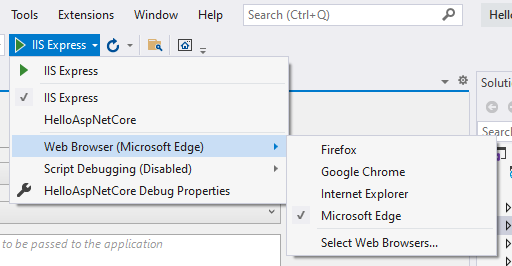 Tools Extensions Window Help Search (Ctrl+Q) Hello
IIS Express
IIS Express
IIS Express
HelloAspNetCore
Web Browser (Microsoft Edge)
Script Debugging (Disabled)
HelloAspNetCore Debug Properties
Firefox
Google Chrome
Internet Explorer
Microsoft Edge
Select Web Browsers...
Solutio
Searc
to be passed to the application